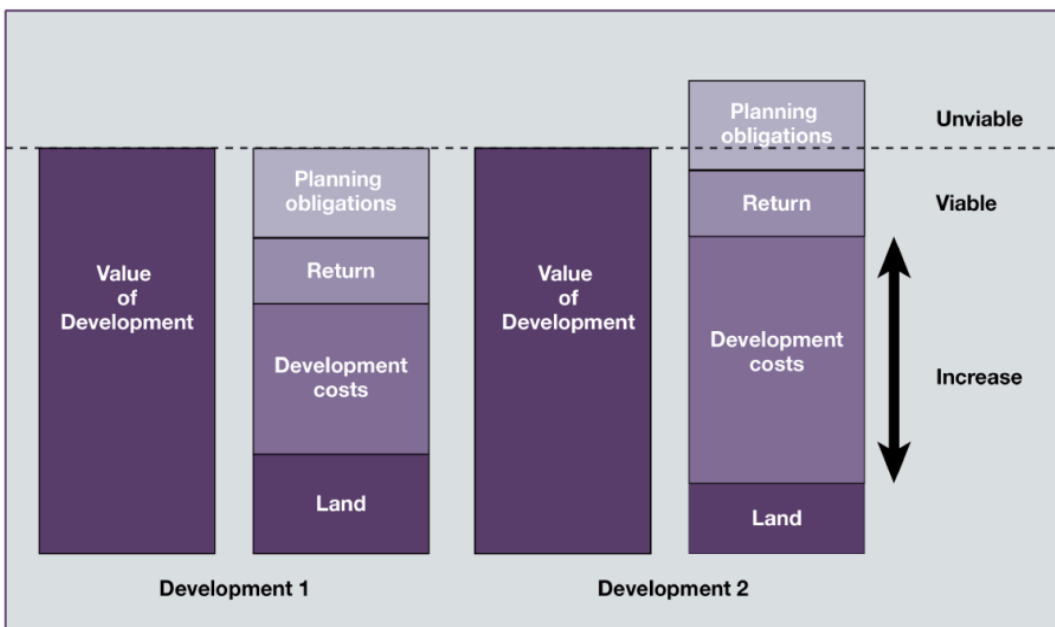 Value
of
Development
Planning
obligations
Return
Development
costs
Land
Development 1
Value
of
Development
Planning
obligations
Return
Development
costs
Land
Development 2
Unviable
Viable
Increase